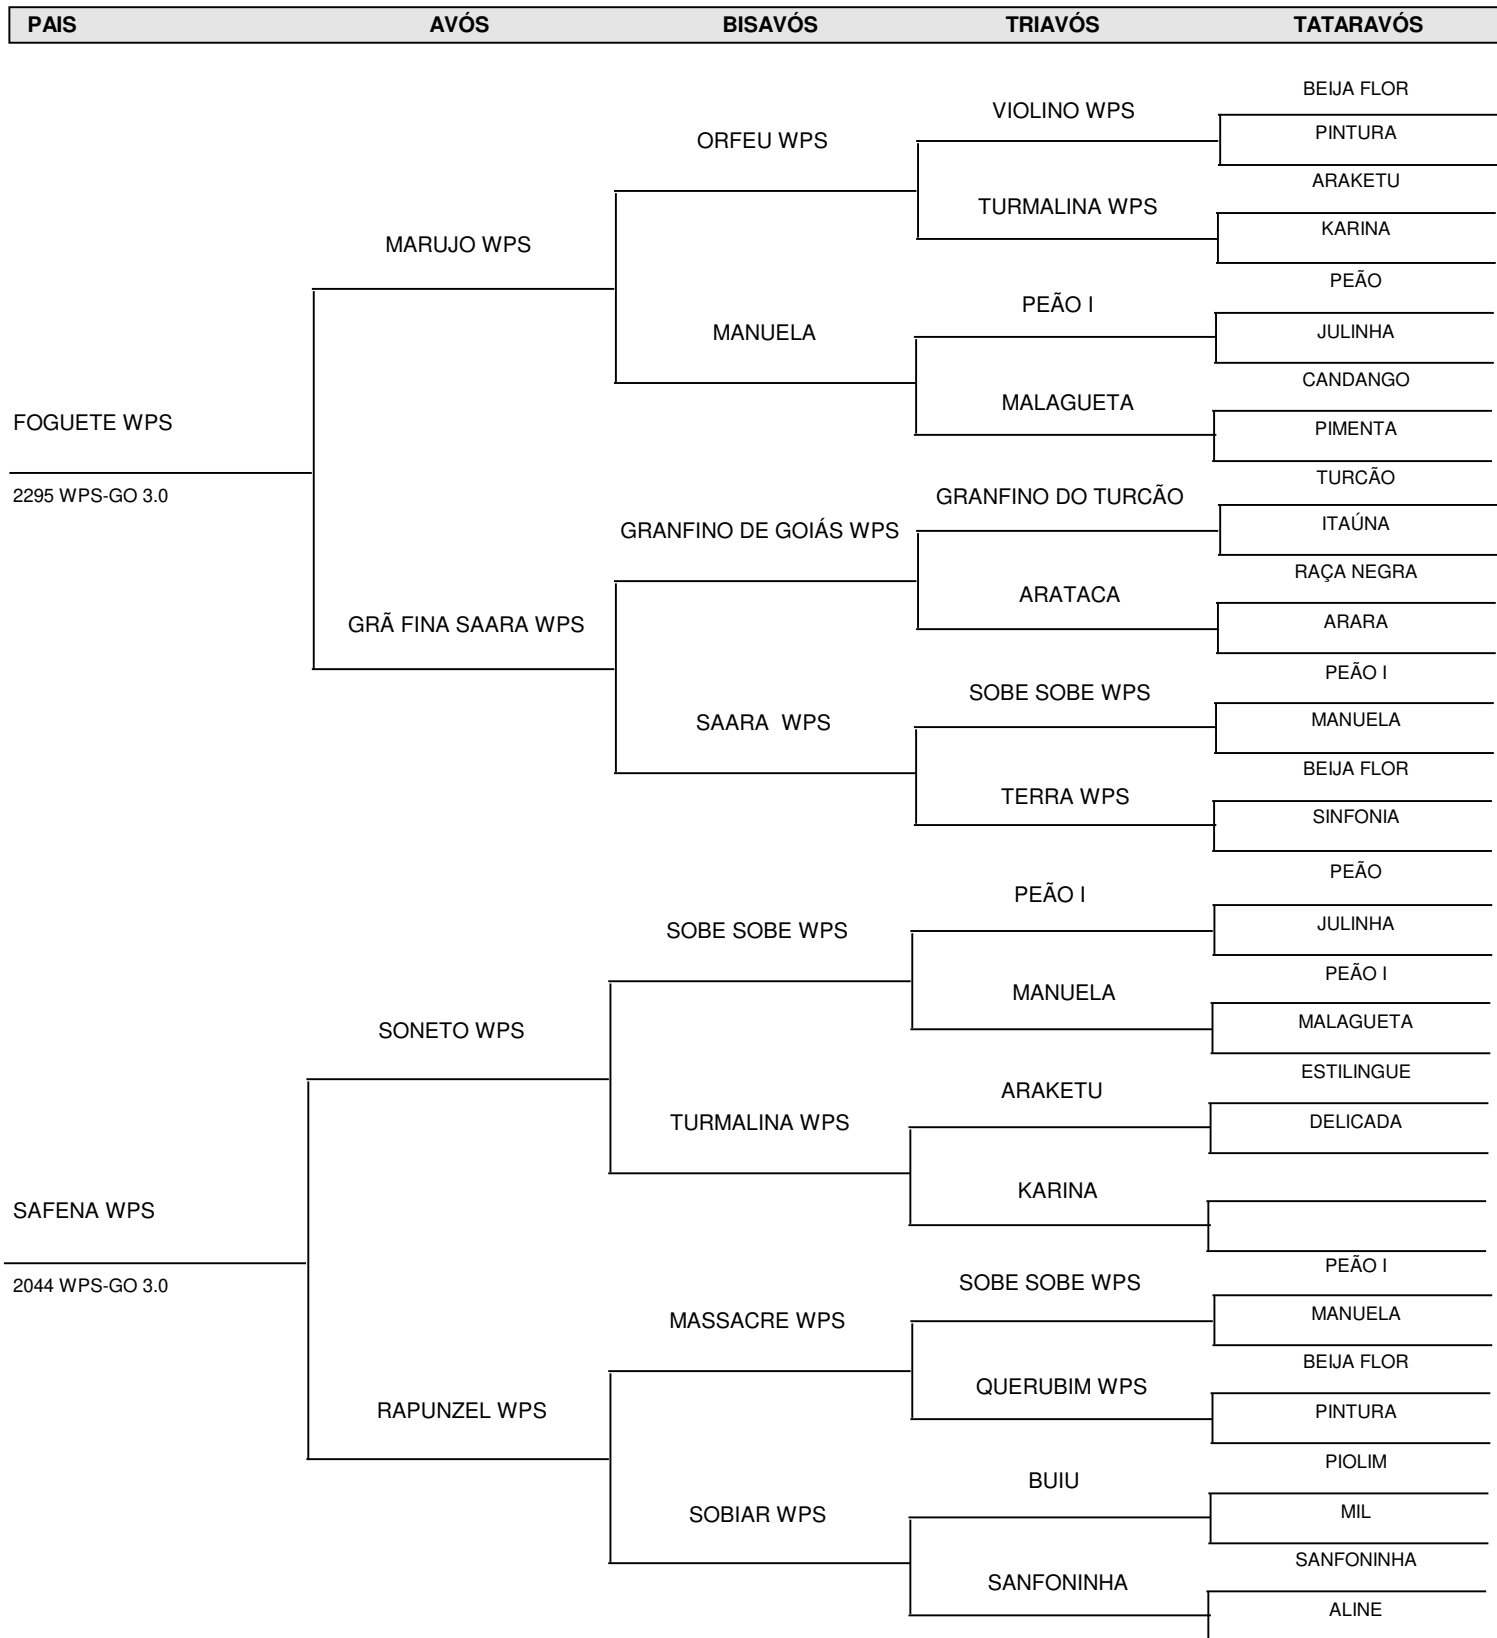 PAIS AVÓS BISAVÓS TRIAVÓS TATARAVÓS
BEIJA FLOR
VIOLINO WPS
PINTURA
ORFEU WPS
ARAKETU
TURMALINA WPS
KARINA
MARUJO WPS
PEÃO
PEÃO I
JULINHA
MANUELA
CANDANGO
MALAGUETA
FOGUETE WPS
PIMENTA
TURCÃO
2295 WPS-GO 3.0
GRANFINO DO TURCÃO
ITAÚNA
GRANFINO DE GOIÁS WPS
RAÇA NEGRA
ARATACA
ARARA
GRÃ FINA SAARA WPS
PEÃO I
SOBE SOBE WPS
MANUELA
SAARA  WPS
BEIJA FLOR
TERRA WPS
SINFONIA
PEÃO
PEÃO I
JULINHA
SOBE SOBE WPS
PEÃO I
MANUELA
MALAGUETA
SONETO WPS
ESTILINGUE
ARAKETU
DELICADA
TURMALINA WPS
KARINA
SAFENA WPS
PEÃO I
2044 WPS-GO 3.0
SOBE SOBE WPS
MANUELA
MASSACRE WPS
BEIJA FLOR
QUERUBIM WPS
RAPUNZEL WPS
PINTURA
PIOLIM
BUIU
MIL
SOBIAR WPS
SANFONINHA
SANFONINHA
ALINE